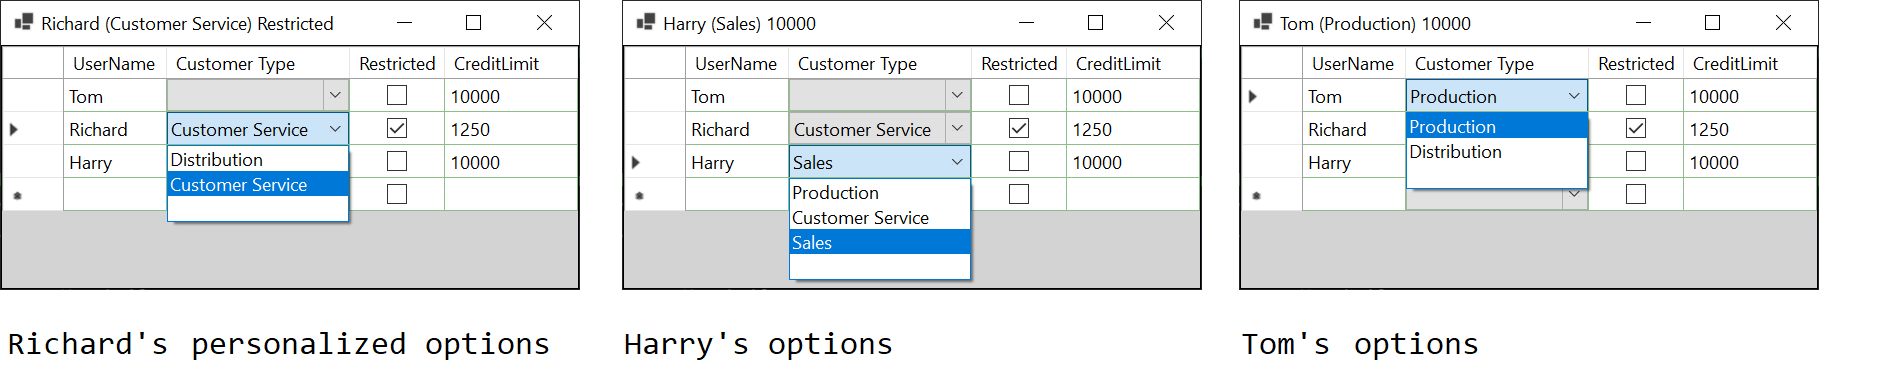 Richard (Customer Service) Restricted
UserName Customer Type Restricted CreditLimit
Tom 10000
Richard Customer Service 1250
Distribution
Harry 10000
Customer Service
Harry (Sales) 10000
UserName Customer Type Restricted CreditLimit
Tom 10000
Richard Customer Service 1250
Harry Sales 10000
Production
Customer Service
Sales
Tom (Production) 10000
UserName Customer Type Restricted CreditLimit
Tom Production 10000
Richard Production 1250
Distribution
Harry 10000
Richard's personalized options
Harry's options
Tom's options